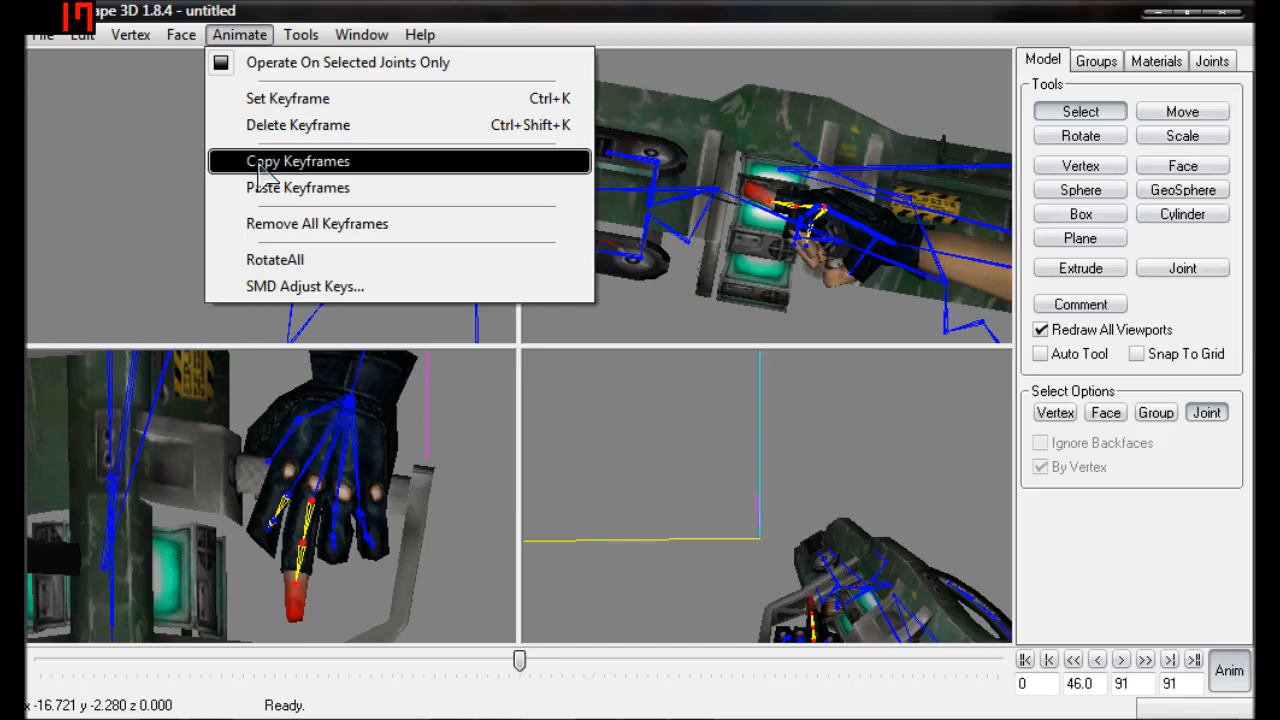 ape 3D 1.8.4 - untitled
File Edit Vertex Face Animate Tools Window Help
Operate On Selected Joints Only
Set Keyframe Ctrl+K
Delete Keyframe Ctrl+Shift+K
Copy Keyframes
Paste Keyframes
Remove All Keyframes
RotateAll
SMD Adjust Keys...
Model Groups Materials Joints
Tools
Select Move
Rotate Scale
Vertex Face
Sphere GeoSphere
Box Cylinder
Plane
Extrude Joint
Comment
Redraw All Viewports
Auto Tool Snap To Grid
Select Options
Vertex Face Group Joint
Ignore Backfaces
By Vertex
0 46.0 91 91 Anim
x -16.721 y -2.280 z 0.000 Ready.